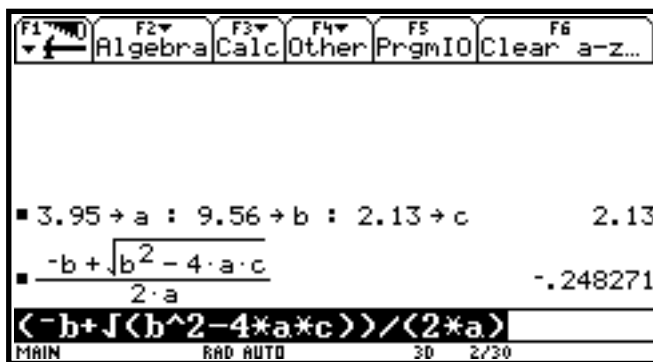 F1 F2 F3 F4 F5 F6
Algebra Calc Other PrgmIO Clear a-z…
▪ 3.95 → a : 9.56 → b : 2.13 → c 2.13
▪ ⁻b + √b² − 4·a·c
2·a ⁻.248271
(⁻b+√(b^2−4*a*c))/(2*a)
MAIN RAD AUTO 3D 2/30